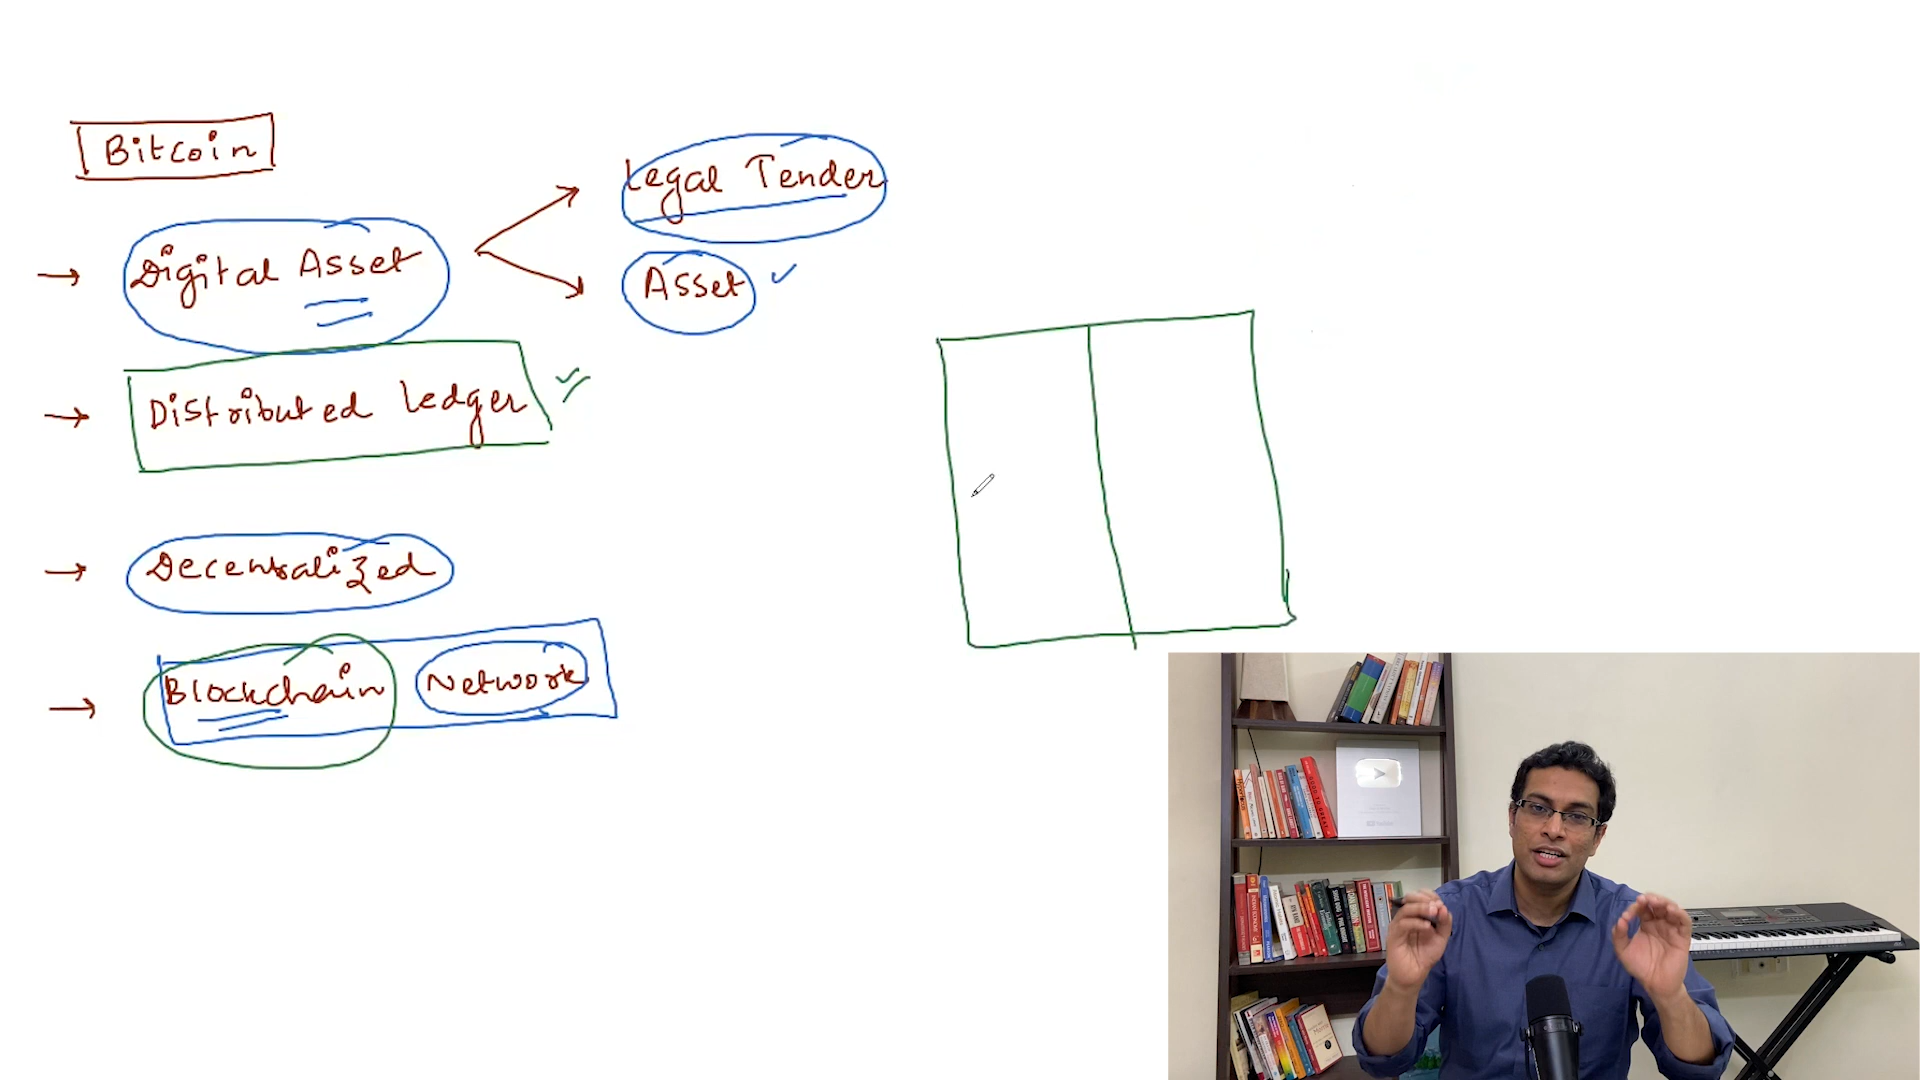 Bitcoin
Legal Tender
Digital Asset
Asset
Distributed Ledger
Decentralized
Blockchain Network